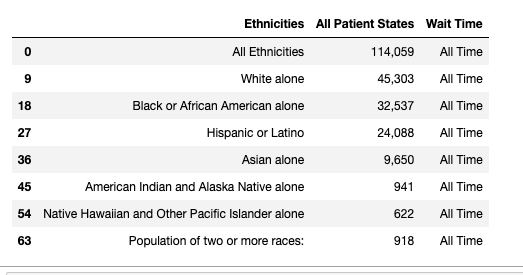 Ethnicities All Patient States Wait Time
0 All Ethnicities 114,059 All Time
9 White alone 45,303 All Time
18 Black or African American alone 32,537 All Time
27 Hispanic or Latino 24,088 All Time
36 Asian alone 9,650 All Time
45 American Indian and Alaska Native alone 941 All Time
54 Native Hawaiian and Other Pacific Islander alone 622 All Time
63 Population of two or more races: 918 All Time